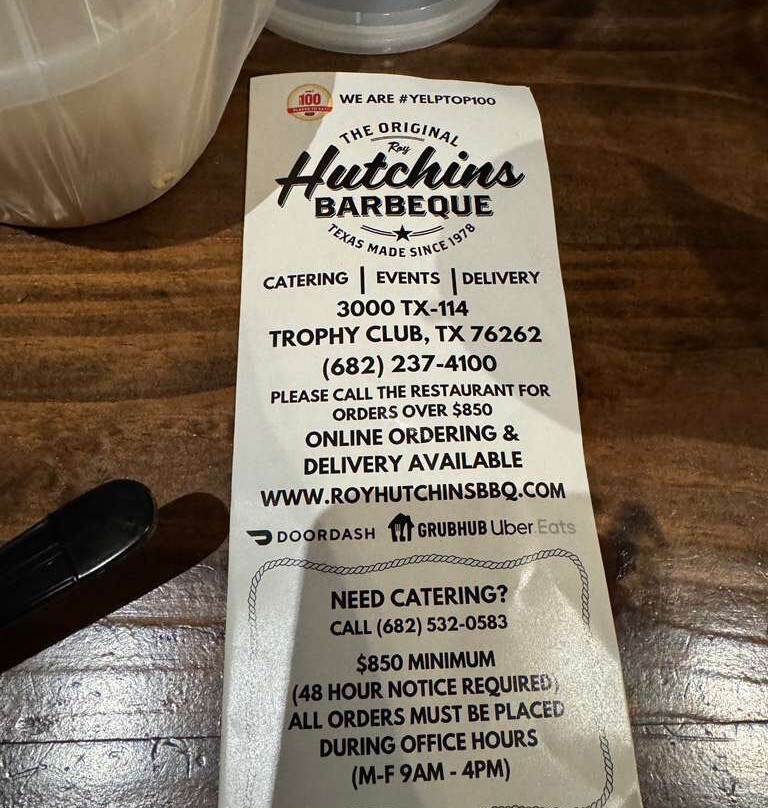 100
WE ARE #YELPTOP100
THE ORIGINAL
Roy
Hutchins
BARBEQUE
TEXAS MADE SINCE 1978
CATERING | EVENTS | DELIVERY
3000 TX-114
TROPHY CLUB, TX 76262
(682) 237-4100
PLEASE CALL THE RESTAURANT FOR
ORDERS OVER $850
ONLINE ORDERING &
DELIVERY AVAILABLE
WWW.ROYHUTCHINSBBQ.COM
DOORDASH GRUBHUB Uber Eats
NEED CATERING?
CALL (682) 532-0583
$850 MINIMUM
(48 HOUR NOTICE REQUIRED)
ALL ORDERS MUST BE PLACED
DURING OFFICE HOURS
(M-F 9AM - 4PM)